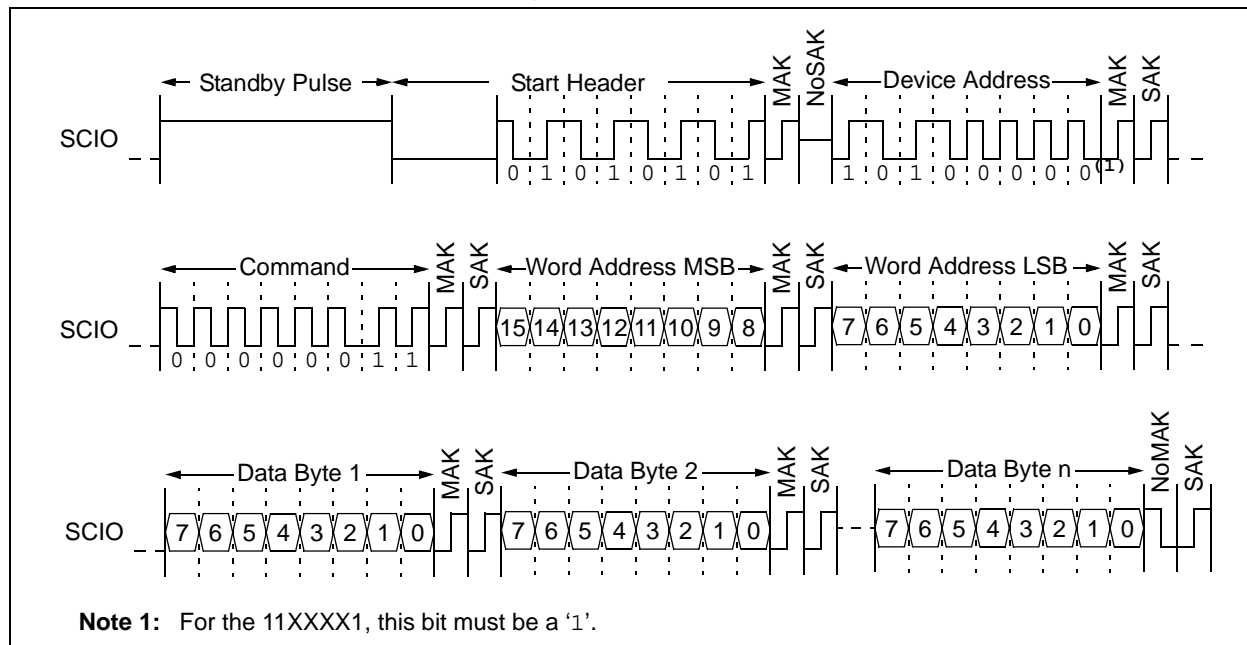 Standby Pulse Start Header MAK NoSAK Device Address MAK SAK
SCIO
0 1 0 1 0 1 0 1 1 0 1 0 0 0 0 0(1)
Command MAK SAK Word Address MSB MAK SAK Word Address LSB MAK SAK
SCIO 15 14 13 12 11 10 9 8 7 6 5 4 3 2 1 0
0 0 0 0 0 0 1 1
Data Byte 1 MAK SAK Data Byte 2 MAK SAK Data Byte n NoMAK SAK
SCIO 7 6 5 4 3 2 1 0 7 6 5 4 3 2 1 0 7 6 5 4 3 2 1 0
Note 1: For the 11XXXX1, this bit must be a ‘1’.